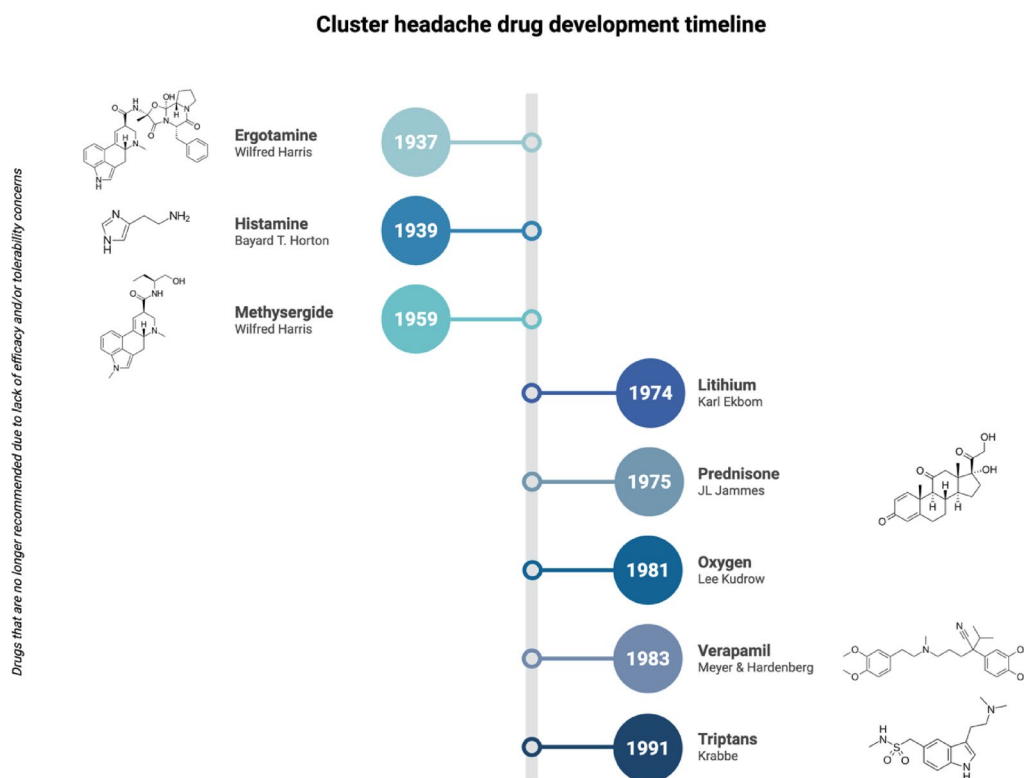 Cluster headache drug development timeline
Drugs that are no longer recommended due to lack of efficacy and/or tolerability concerns
Ergotamine
Wilfred Harris
1937
Histamine
Bayard T. Horton
1939
Methysergide
Wilfred Harris
1959
1974
Litihium
Karl Ekbom
1975
Prednisone
JL Jammes
1981
Oxygen
Lee Kudrow
1983
Verapamil
Meyer & Hardenberg
1991
Triptans
Krabbe